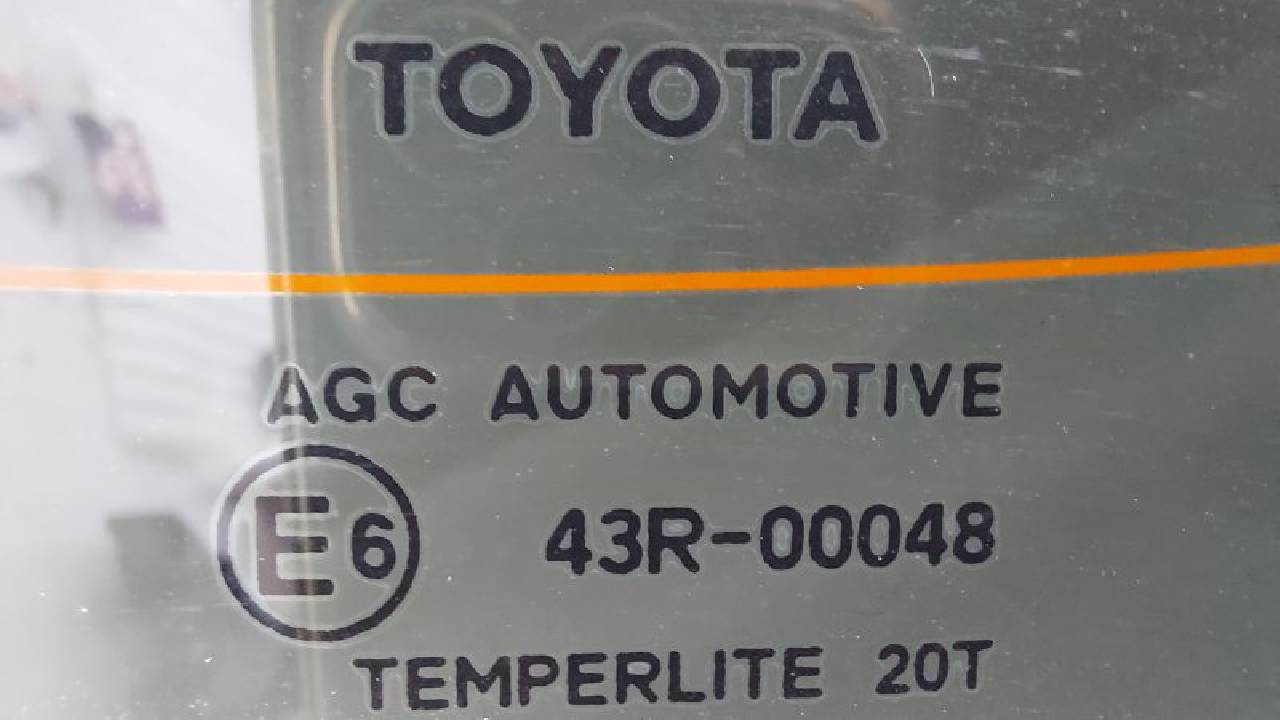 TOYOTA
AGC AUTOMOTIVE
E6 43R-00048
TEMPERLITE 20T